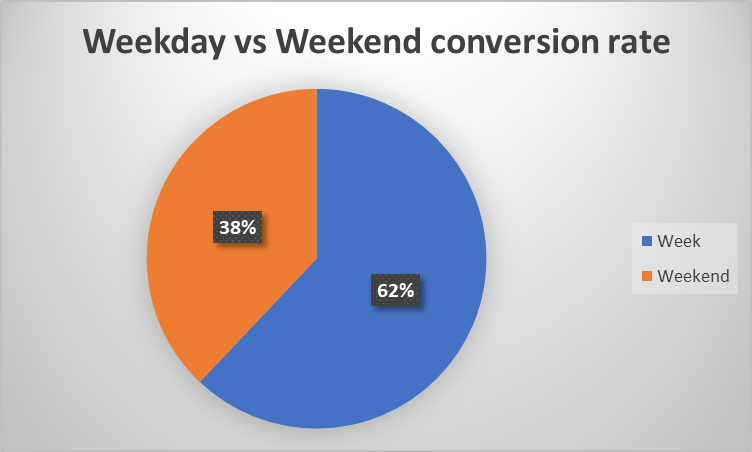 Weekday vs Weekend conversion rate
38%
62%
Week
Weekend